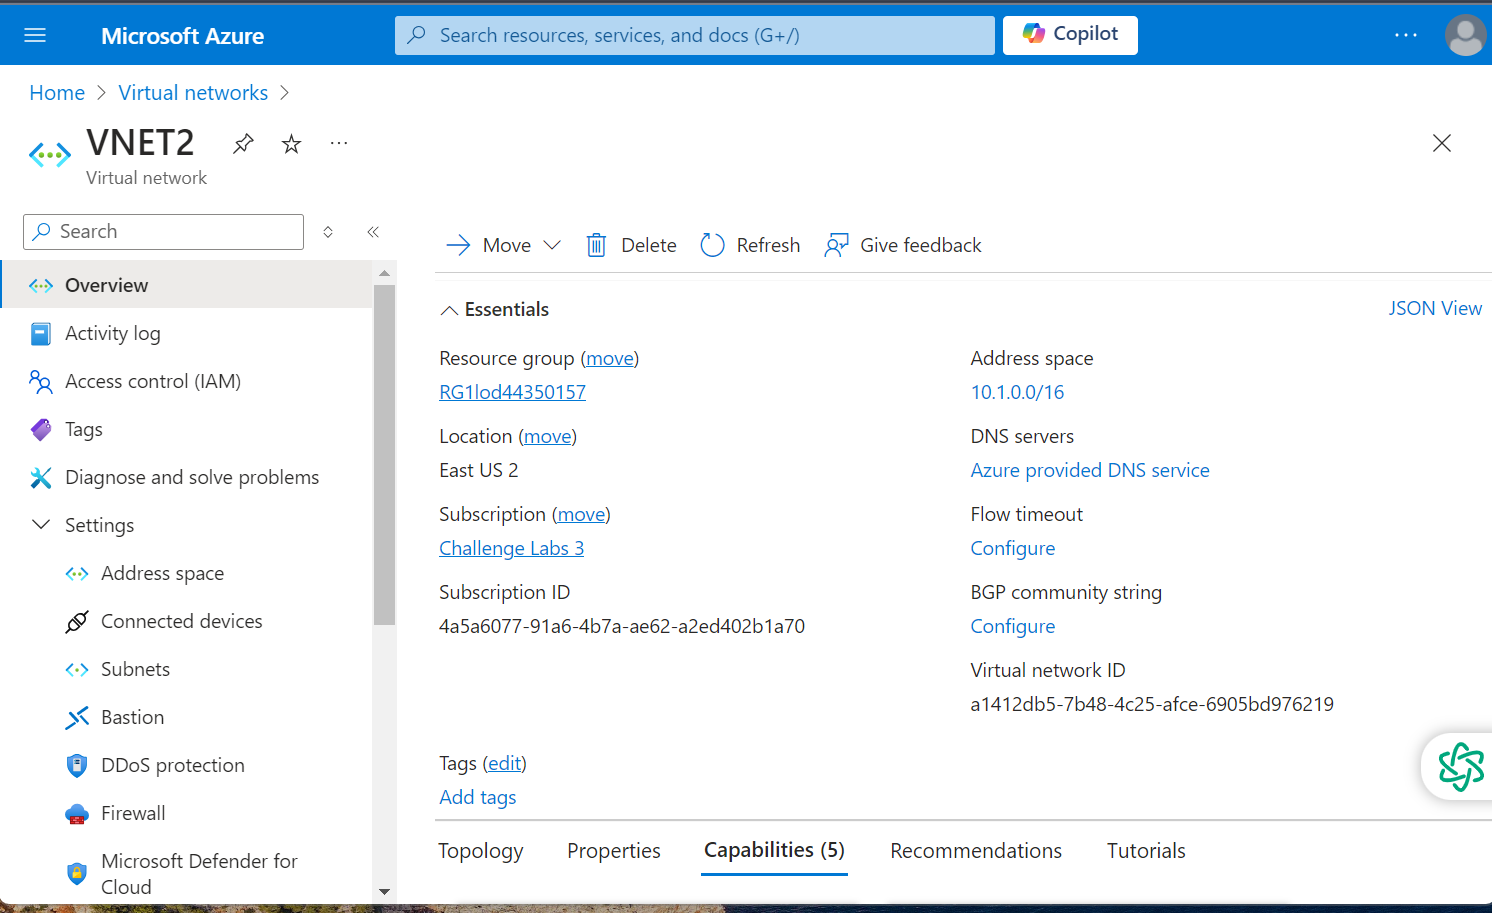 Microsoft Azure
Search resources, services, and docs (G+/)
Copilot
Home > Virtual networks >
VNET2
Virtual network
Search
Overview
Activity log
Access control (IAM)
Tags
Diagnose and solve problems
Settings
Address space
Connected devices
Subnets
Bastion
DDoS protection
Firewall
Microsoft Defender for
Cloud
Move
Delete
Refresh
Give feedback
Essentials
JSON View
Resource group (move)
RG1lod44350157
Location (move)
East US 2
Subscription (move)
Challenge Labs 3
Subscription ID
4a5a6077-91a6-4b7a-ae62-a2ed402b1a70
Address space
10.1.0.0/16
DNS servers
Azure provided DNS service
Flow timeout
Configure
BGP community string
Configure
Virtual network ID
a1412db5-7b48-4c25-afce-6905bd976219
Tags (edit)
Add tags
Topology
Properties
Capabilities (5)
Recommendations
Tutorials